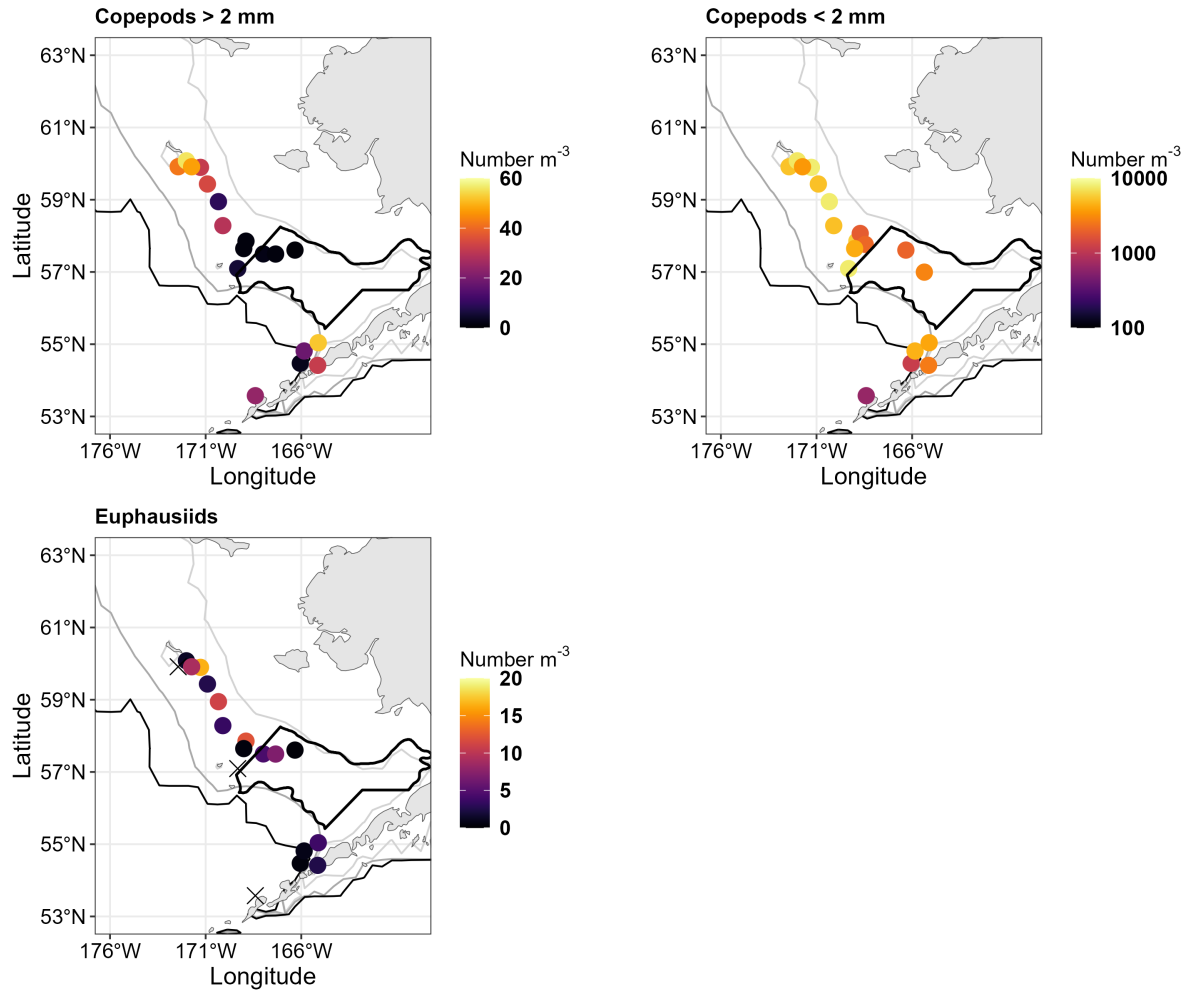 Copepods > 2 mm
63°N
61°N
59°N
57°N
55°N
53°N
Latitude
176°W 171°W 166°W
Longitude
Number m-3
60
40
20
0
Copepods < 2 mm
63°N
61°N
59°N
57°N
55°N
53°N
176°W 171°W 166°W
Longitude
Number m-3
10000
1000
100
Euphausiids
63°N
61°N
59°N
57°N
55°N
53°N
Latitude
176°W 171°W 166°W
Longitude
Number m-3
20
15
10
5
0